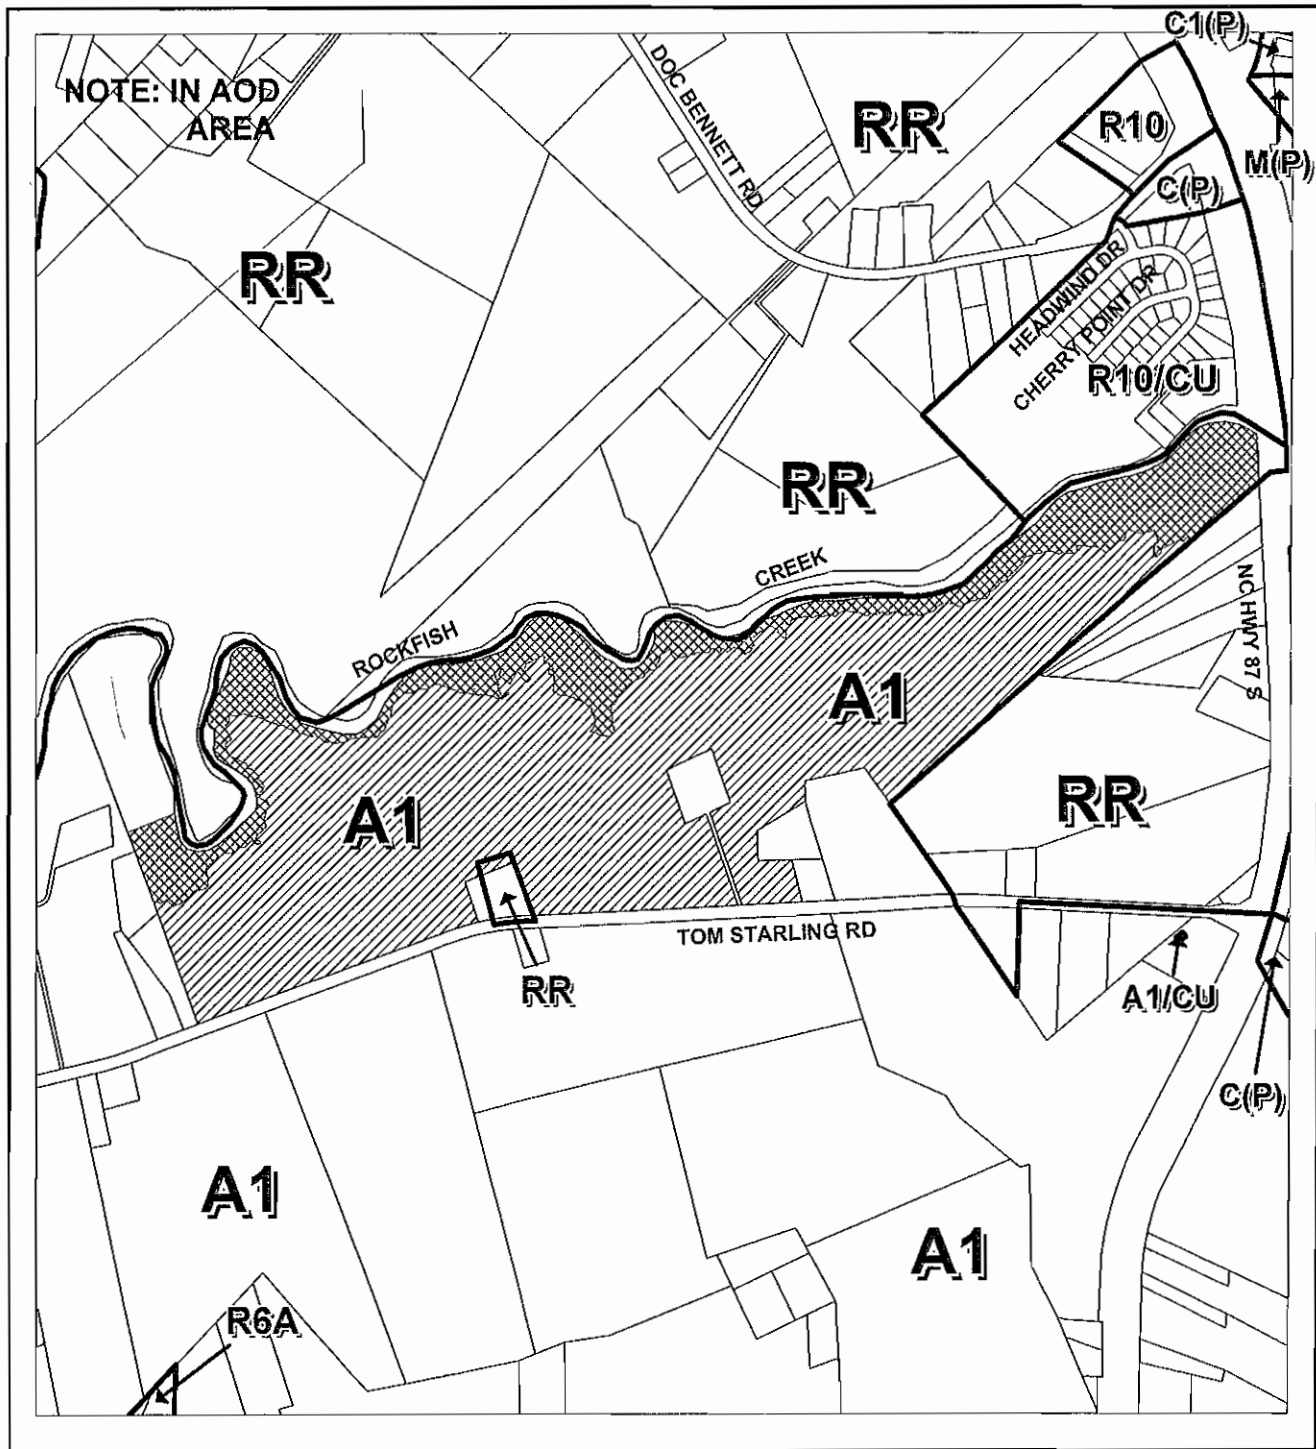 C1(P)
NOTE: IN AOD
AREA
DOC BENNETT RD
RR
R10
M(P)
C(P)
RR
HEADWIND DR
CHERRY POINT DR
R10/CU
RR
CREEK
ROCKFISH
NC HWY 87 S
A1
RR
A1
TOM STARLING RD
RR
A1/CU
C(P)
A1
A1
R6A